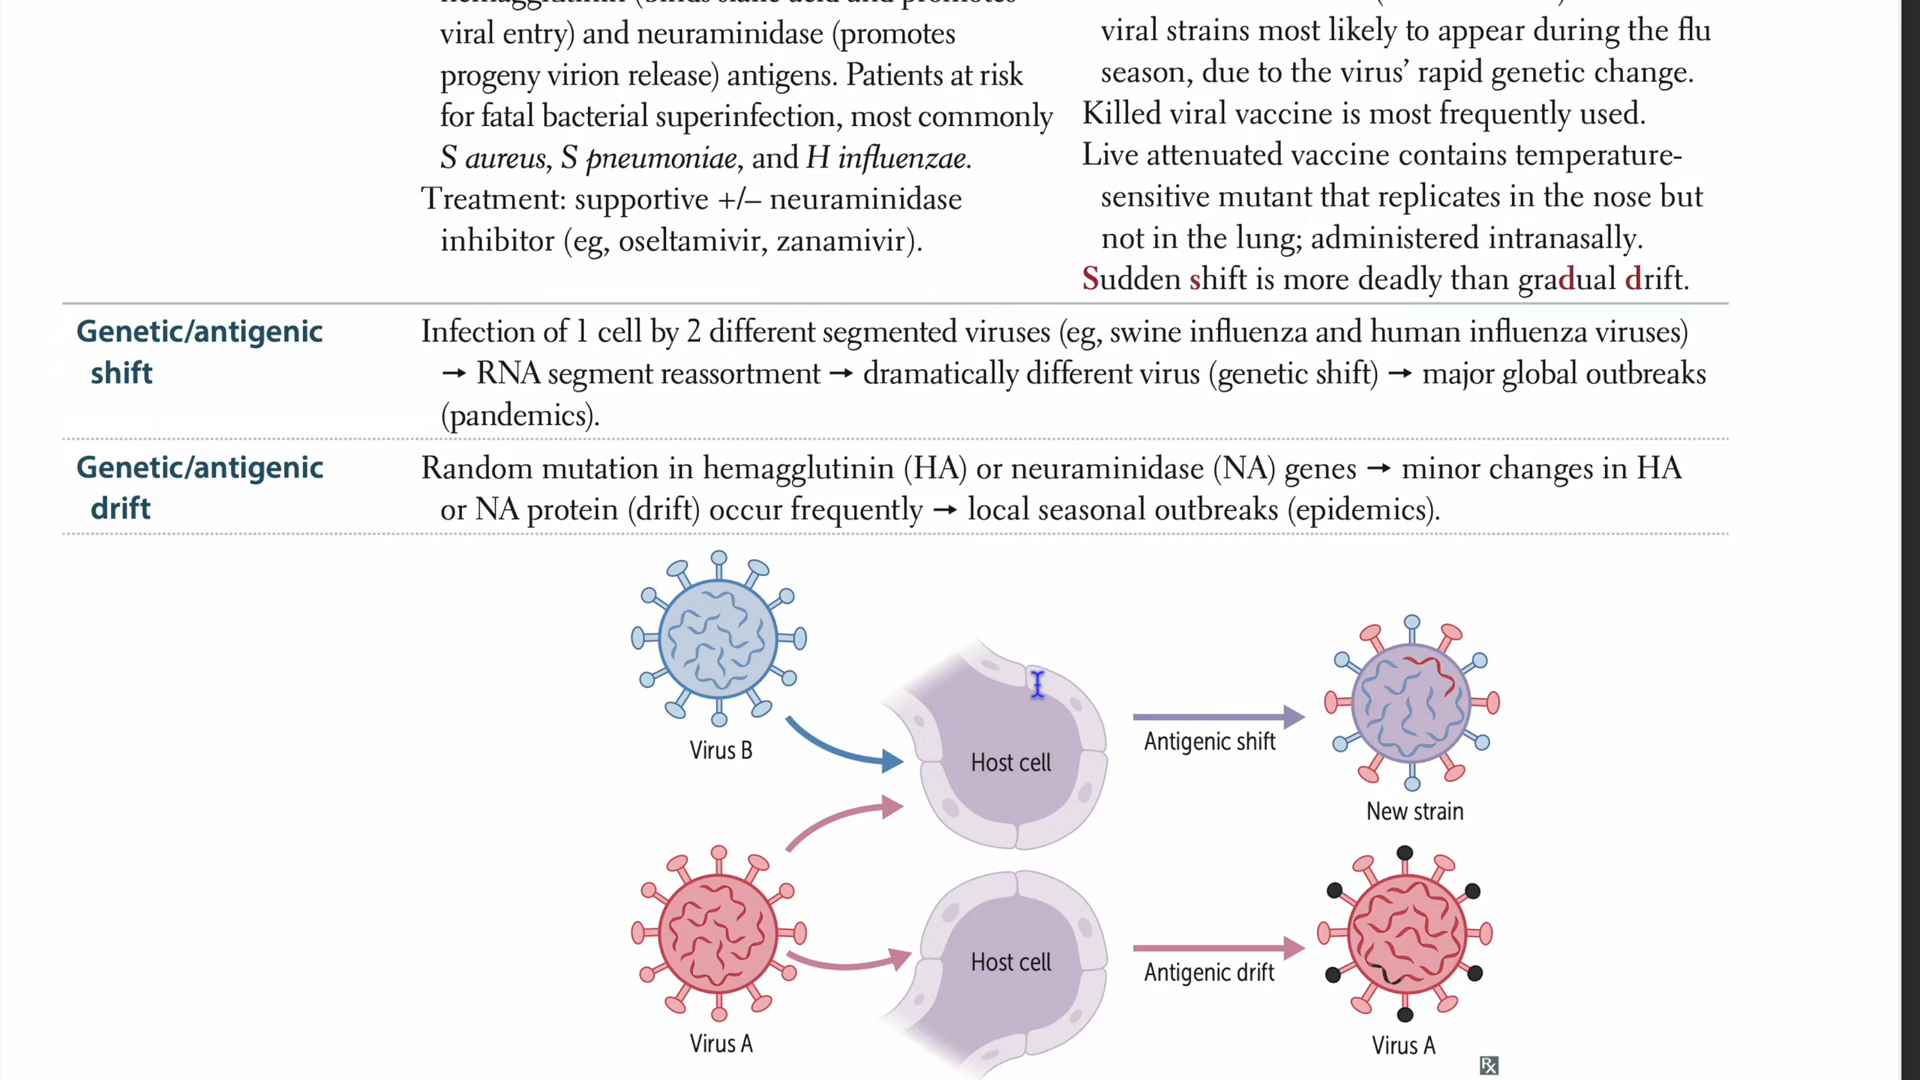 viral entry) and neuraminidase (promotes
progeny virion release) antigens. Patients at risk
for fatal bacterial superinfection, most commonly
S aureus, S pneumoniae, and H influenzae.
Treatment: supportive +/– neuraminidase
inhibitor (eg, oseltamivir, zanamivir).
viral strains most likely to appear during the flu
season, due to the virus’ rapid genetic change.
Killed viral vaccine is most frequently used.
Live attenuated vaccine contains temperature-
sensitive mutant that replicates in the nose but
not in the lung; administered intranasally.
Sudden shift is more deadly than gradual drift.
Genetic/antigenic
shift
Infection of 1 cell by 2 different segmented viruses (eg, swine influenza and human influenza viruses)
→ RNA segment reassortment → dramatically different virus (genetic shift) → major global outbreaks
(pandemics).
Genetic/antigenic
drift
Random mutation in hemagglutinin (HA) or neuraminidase (NA) genes → minor changes in HA
or NA protein (drift) occur frequently → local seasonal outbreaks (epidemics).
Virus B
Host cell
Antigenic shift
New strain
Virus A
Host cell
Antigenic drift
Virus A
Rx